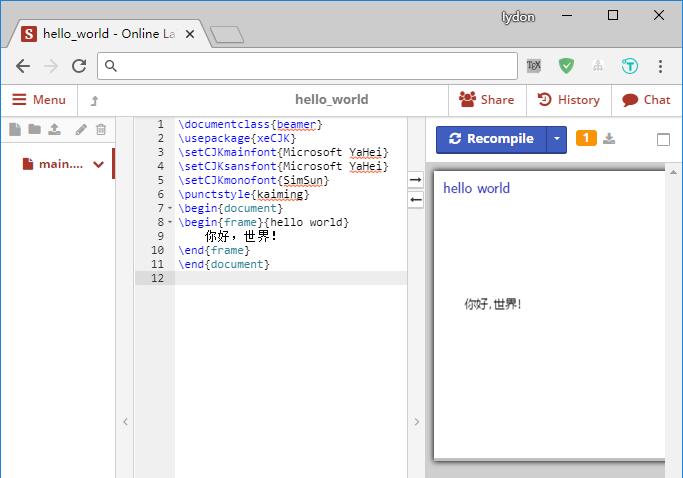 lydon
hello_world - Online La
Menu
hello_world
Share
History
Chat
main....
1 \documentclass{beamer}
2 \usepackage{xeCJK}
3 \setCJKmainfont{Microsoft YaHei}
4 \setCJKsansfont{Microsoft YaHei}
5 \setCJKmonofont{SimSun}
6 \punctstyle{kaiming}
7 \begin{document}
8 \begin{frame}{hello world}
9 你好，世界！
10 \end{frame}
11 \end{document}
12
Recompile
1
hello world
你好,世界!